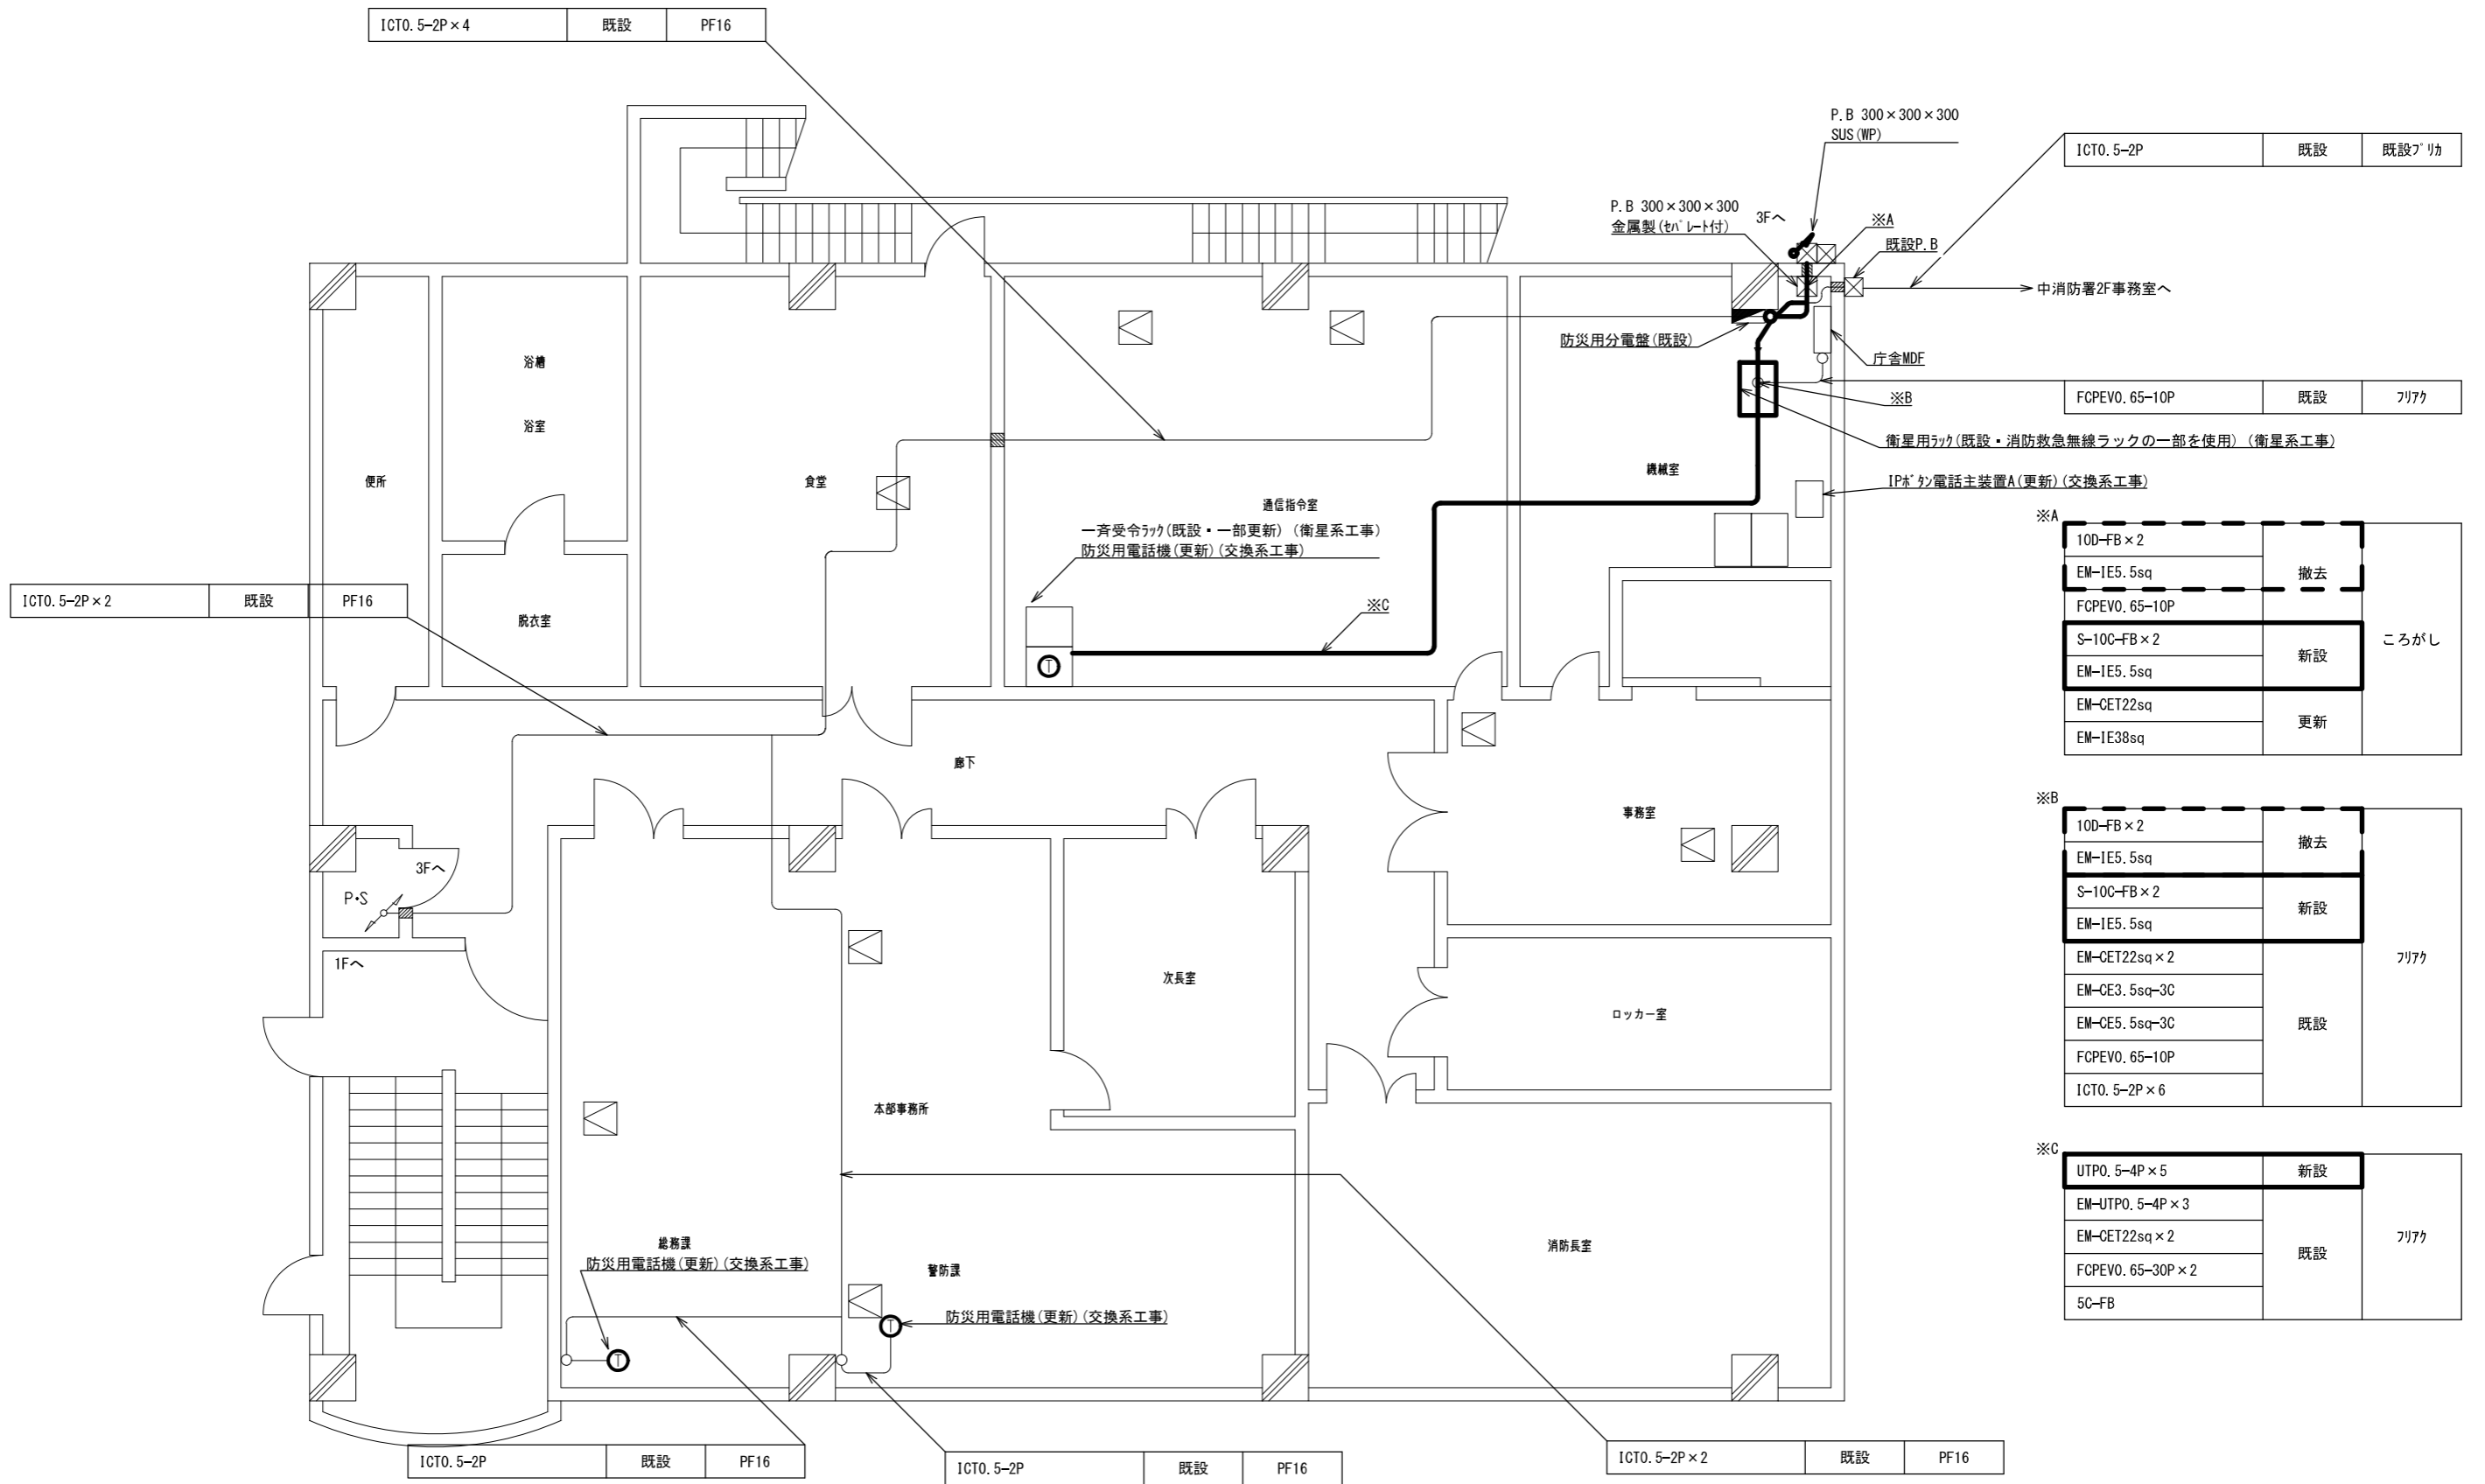 ICT0.5-2P×4 既設 PF16
P.B 300×300×300
SUS(WP)
ICT0.5-2P 既設 既設ﾌﾟﾘｶ
P.B 300×300×300
金属製(ｾﾊﾟﾚｰﾄ付)
3Fへ
※A
既設P.B
中消防署2F事務室へ
防災用分電盤(既設)
庁舎MDF
浴槽
※B
FCPEV0.65-10P 既設 ﾌﾘｱｸ
浴室
衛星用ﾗｯｸ(既設・消防救急無線ラックの一部を使用)(衛星系工事)
便所
食堂
機械室
IPﾎﾞﾀﾝ電話主装置A(更新)(交換系工事)
通信指令室
一斉受令ﾗｯｸ(既設・一部更新)(衛星系工事)
防災用電話機(更新)(交換系工事)
※A
10D-FB×2
EM-IE5.5sq
撤去
FCPEV0.65-10P
S-10C-FB×2
EM-IE5.5sq
新設
ころがし
EM-CET22sq
EM-IE38sq
更新
ICT0.5-2P×2 既設 PF16
脱衣室
※C
T
廊下
事務室
※B
10D-FB×2
EM-IE5.5sq
撤去
S-10C-FB×2
EM-IE5.5sq
新設
EM-CET22sq×2
EM-CE3.5sq-3C
EM-CE5.5sq-3C
FCPEV0.65-10P
ICT0.5-2P×6
既設
ﾌﾘｱｸ
3Fへ
P・S
1Fへ
次長室
ロッカー室
本部事務所
※C
UTP0.5-4P×5 新設
EM-UTP0.5-4P×3
EM-CET22sq×2
FCPEV0.65-30P×2
5C-FB
既設
ﾌﾘｱｸ
総務課
防災用電話機(更新)(交換系工事)
警防課
消防長室
防災用電話機(更新)(交換系工事)
T
T
ICT0.5-2P 既設 PF16
ICT0.5-2P 既設 PF16
ICT0.5-2P×2 既設 PF16